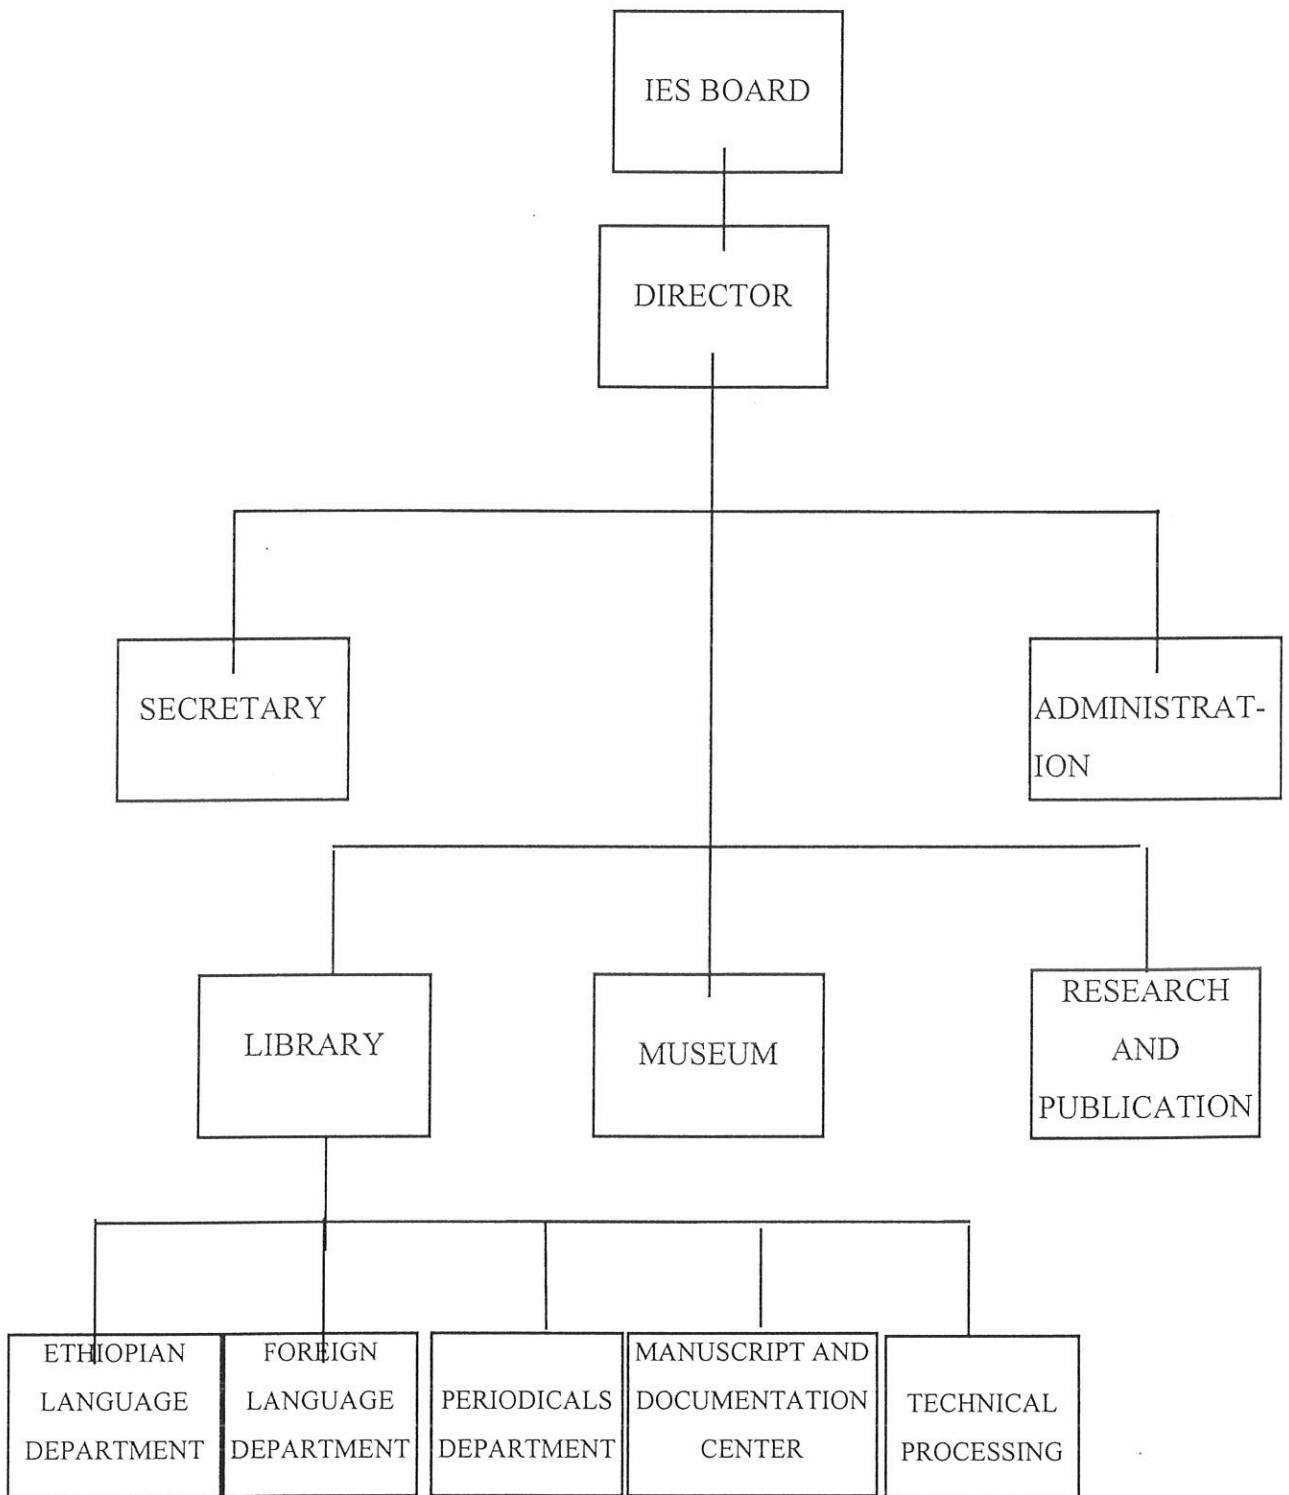 IES BOARD
DIRECTOR
SECRETARY
ADMINISTRAT-
ION
LIBRARY
MUSEUM
RESEARCH
AND
PUBLICATION
ETHIOPIAN
LANGUAGE
DEPARTMENT
FOREIGN
LANGUAGE
DEPARTMENT
PERIODICALS
DEPARTMENT
MANUSCRIPT AND
DOCUMENTATION
CENTER
TECHNICAL
PROCESSING